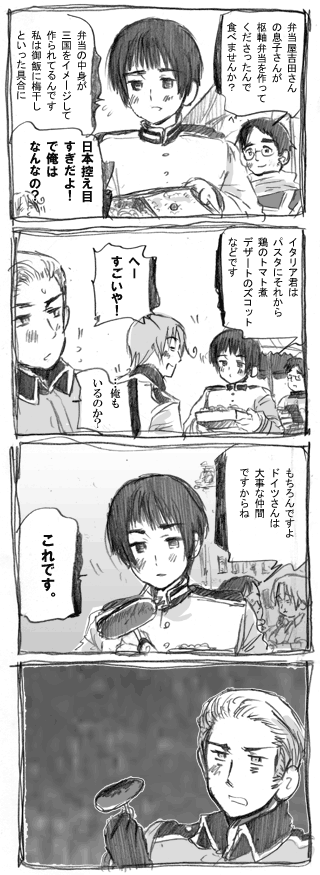 弁当屋吉田さん
の息子さんが
枢軸弁当を作って
くださったんで
食べませんか?
弁当の中身が
三国をイメージして
作られてるんです
私は御飯に梅干し
といった具合に
日本控え目
すぎだよ!
で俺は
なんなの?
イタリア君は
パスタにそれから
鶏のトマト煮
デザートのズコット
などです
へー
すごいや!
…俺も
いるのか?
もちろんですよ
ドイツさんは
大事な仲間
ですからね
これです。